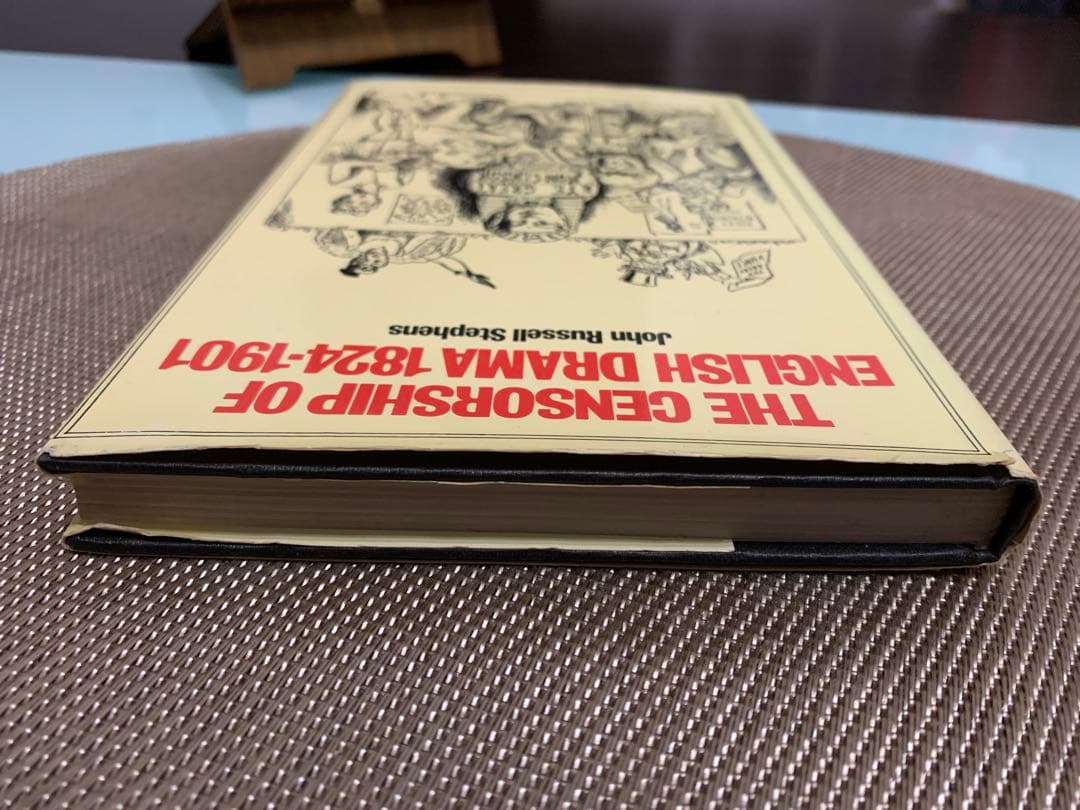 THE CENSORSHIP OF
ENGLISH DRAMA 1824-1901
John Russell Stephens